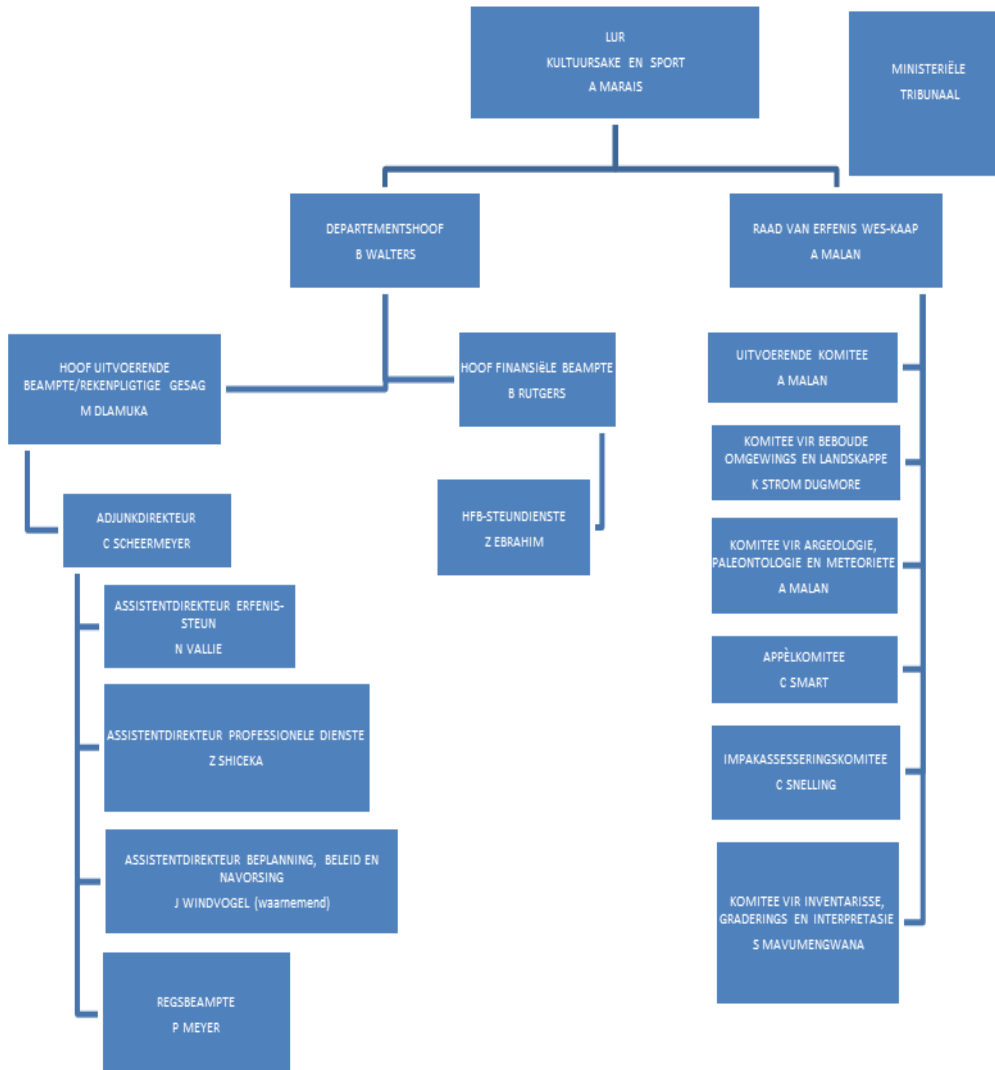 LUR
KULTUURSAKE EN SPORT
A MARAIS
MINISTERIËLE
TRIBUNAAL
DEPARTEMENTSHOOF
B WALTERS
RAAD VAN ERFENIS WES-KAAP
A MALAN
HOOF UITVOERENDE
BEAMPTE/REKENPLIGTIGE GESAG
M DLAMUKA
HOOF FINANSIëLE BEAMPTE
B RUTGERS
UITVOERENDE KOMITEE
A MALAN
KOMITEE VIR BEBOUDE
OMGEWINGS EN LANDSKAPPE
K STROM DUGMORE
HFB-STEUNDIENSTE
Z EBRAHIM
ADJUNKDIREKTEUR
C SCHEERMEYER
KOMITEE VIR ARGEOLOGIE,
PALEONTOLOGIE EN METEORIETE
A MALAN
ASSISTENTDIREKTEUR ERFENIS-
STEUN
N VALLIE
APPÈLKOMITEE
C SMART
ASSISTENTDIREKTEUR PROFESSIONELE DIENSTE
Z SHICEKA
IMPAKASSESSERINGSKOMITEE
C SNELLING
ASSISTENTDIREKTEUR BEPLANNING, BELEID EN
NAVORSING
J WINDVOGEL (waarnemend)
KOMITEE VIR INVENTARISSE,
GRADERINGS EN INTERPRETASIE
S MAVUMENGWANA
REGSBEAMPTE
P MEYER